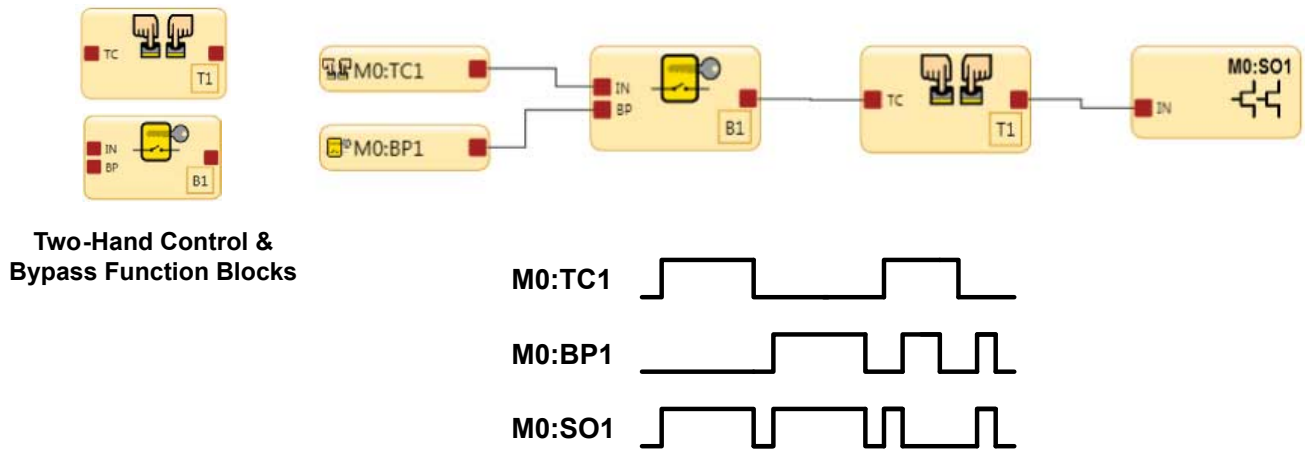 TC
T1
IN
BP
B1
Two-Hand Control &
Bypass Function Blocks
M0:TC1
M0:BP1
IN
BP
B1
TC
T1
M0:SO1
IN
M0:TC1
M0:BP1
M0:SO1